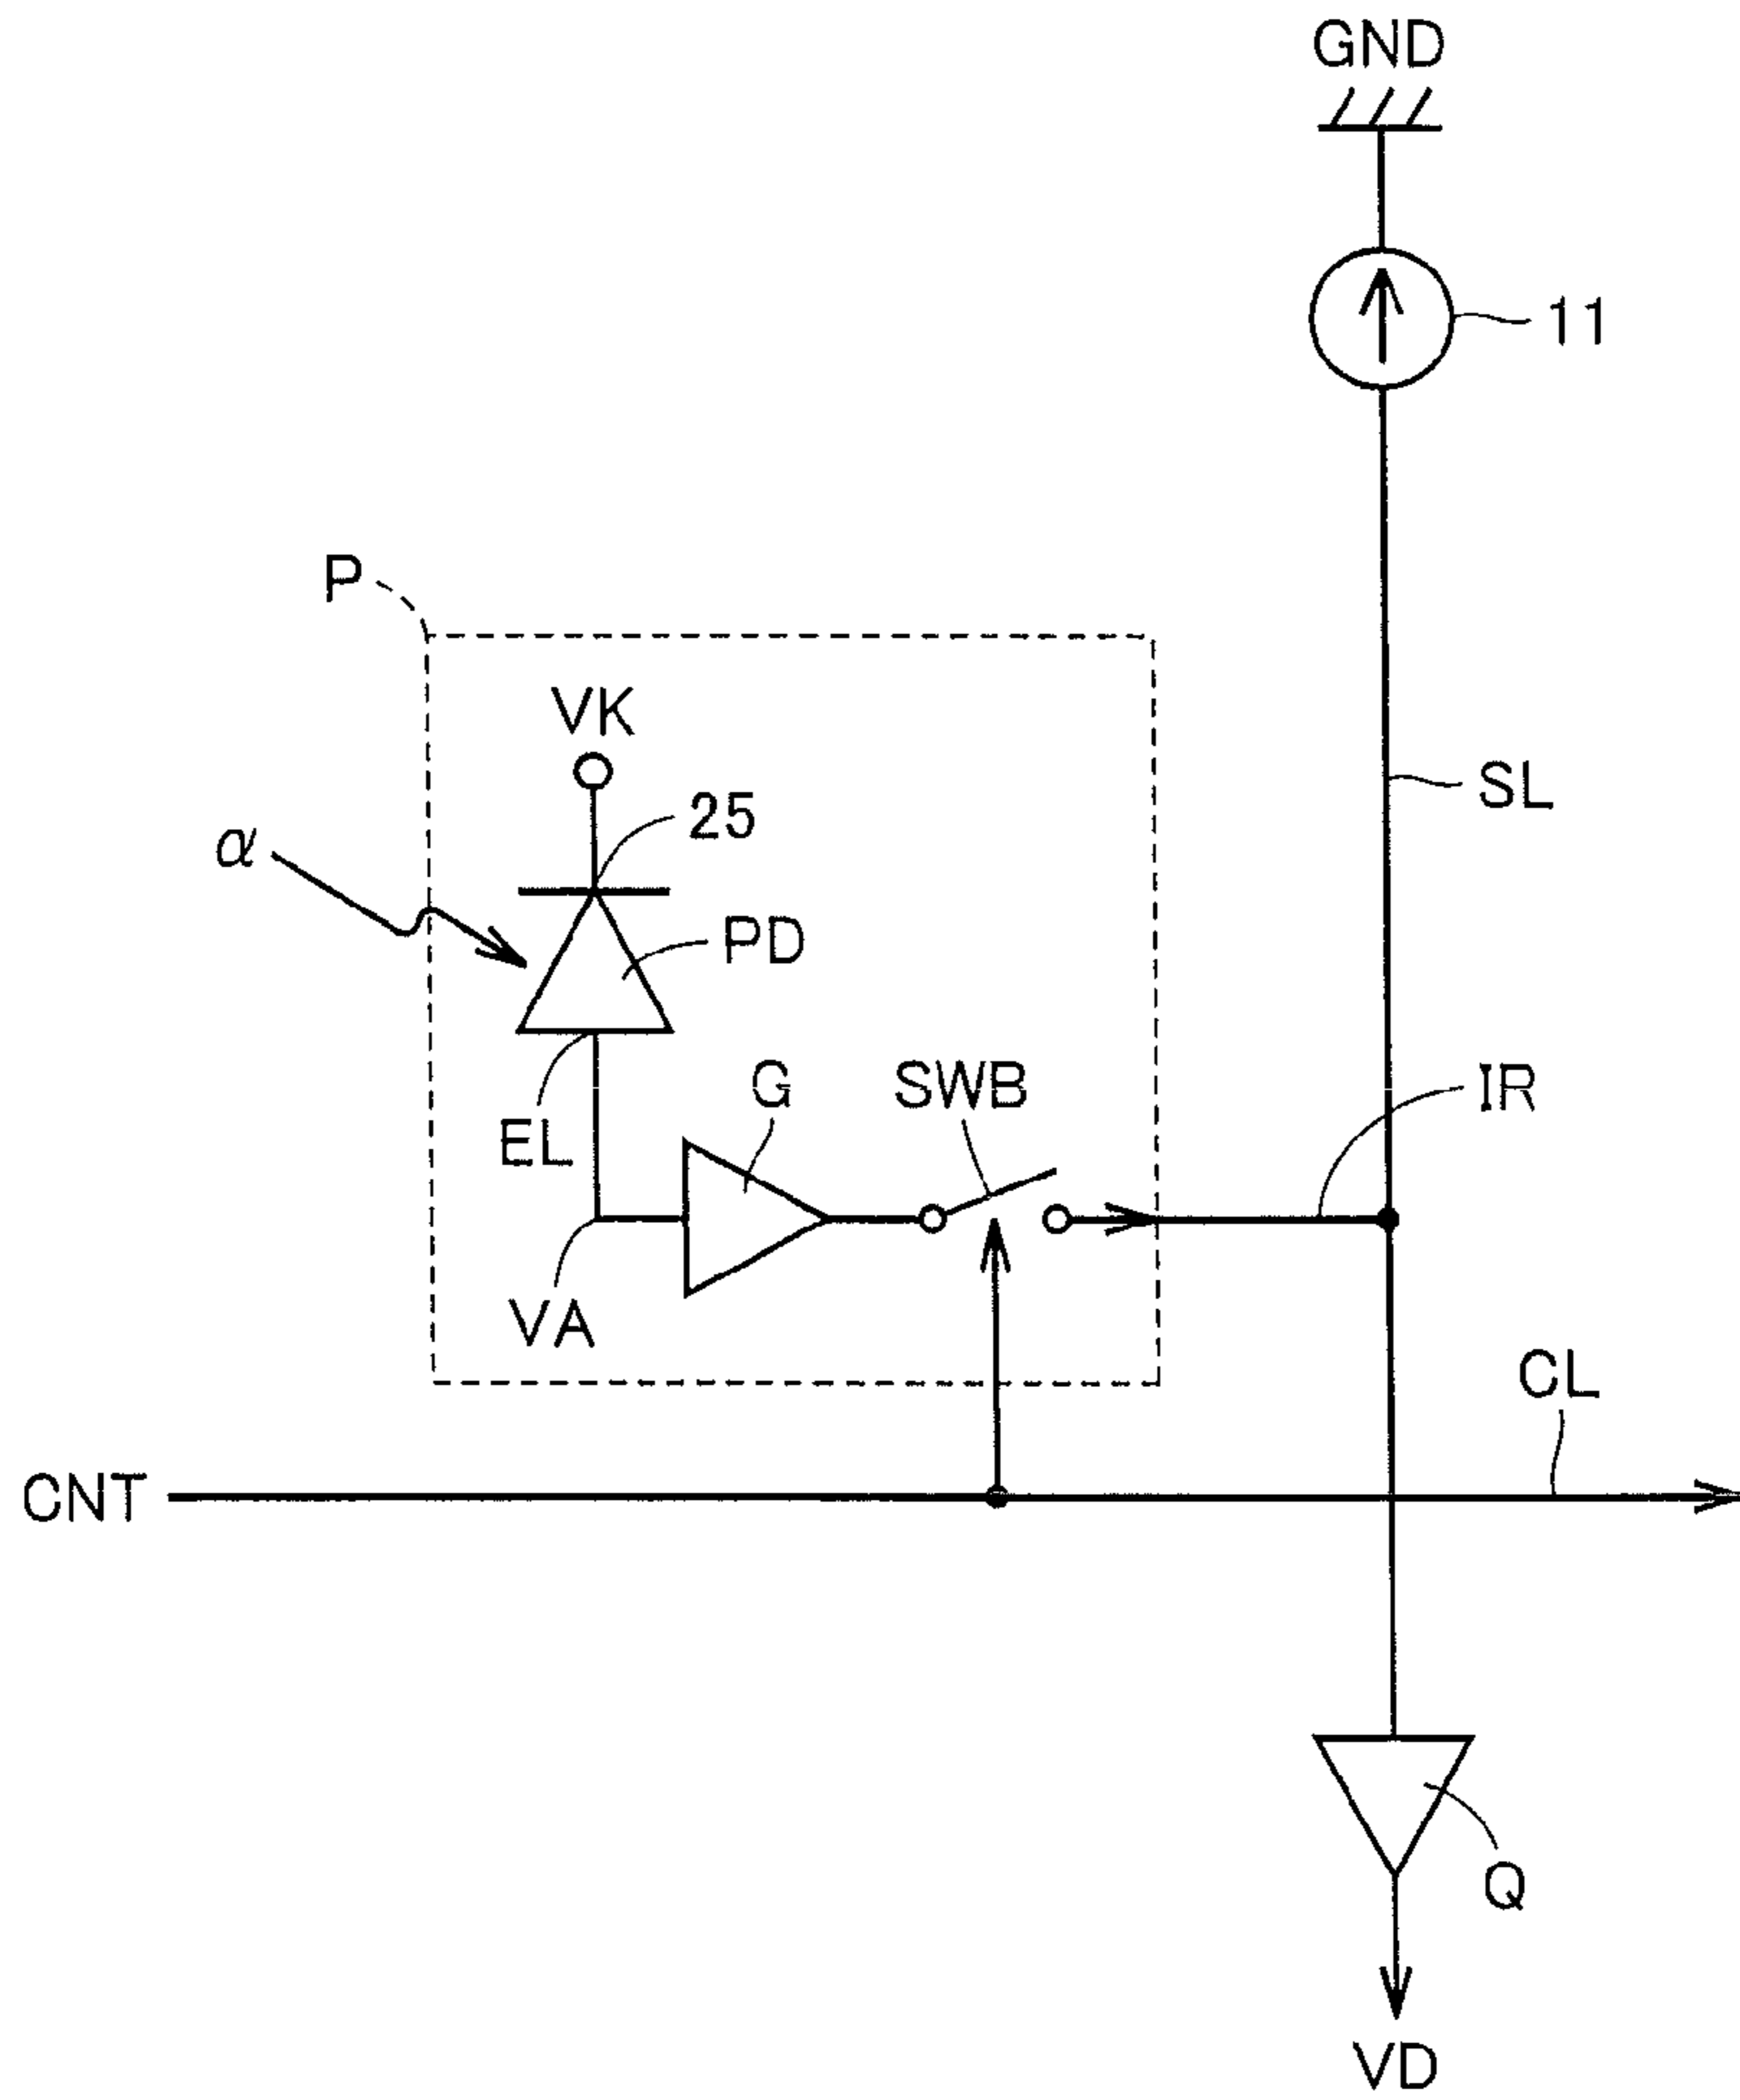 GND
11
P
VK
SL
25
α
PD
G
SWB
IR
EL
VA
CL
CNT
Q
VD